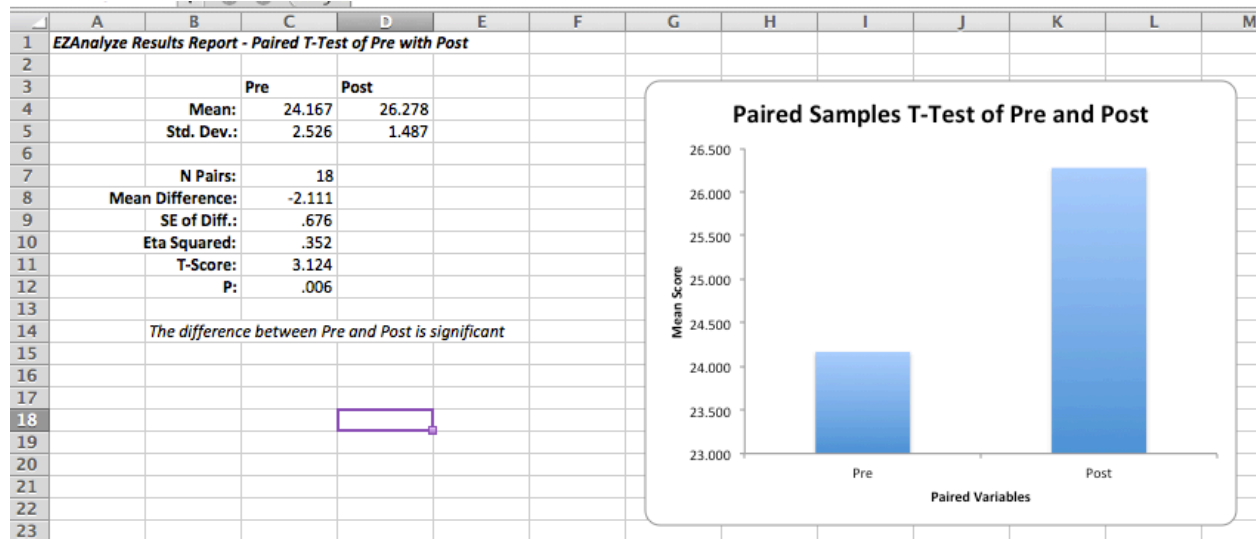 A B C D E F G H I J K L M
1 EZAnalyze Results Report - Paired T-Test of Pre with Post
2
3 Pre Post
4 Mean: 24.167 26.278
5 Std. Dev.: 2.526 1.487
6
7 N Pairs: 18
8 Mean Difference: -2.111
9 SE of Diff.: .676
10 Eta Squared: .352
11 T-Score: 3.124
12 P: .006
13
14 The difference between Pre and Post is significant
15
16
17
18
19
20
21
22
23
Paired Samples T-Test of Pre and Post
26.500
26.000
25.500
25.000
24.500
24.000
23.500
23.000
Mean Score
Pre Post
Paired Variables